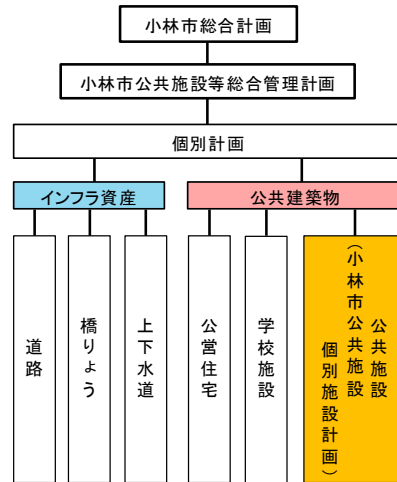 小林市総合計画
小林市公共施設等総合管理計画
個別計画
インフラ資産
公共建築物
道路
橋りょう
上下水道
公営住宅
学校施設
公共施設
(小林市公共施設
個別施設計画)